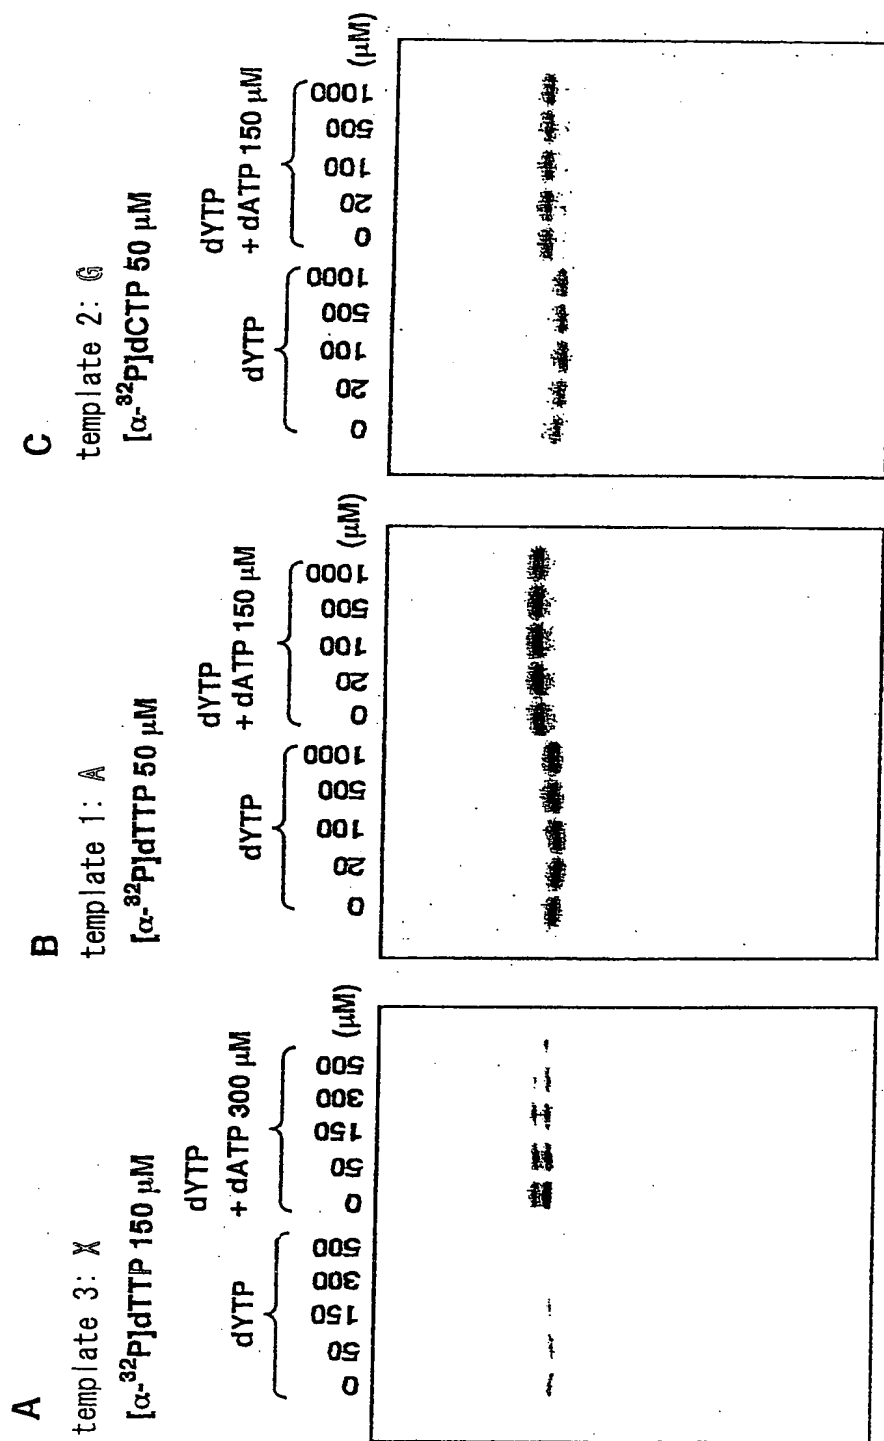 A
template 3: X
[α-³²P]dTTP 150 μM
dYTP
dYTP
+ dATP 300 μM
0 50 150 300 500 0 50 150 300 500 (μM)
B
template 1: A
[α-³²P]dTTP 50 μM
dYTP
dYTP
+ dATP 150 μM
0 20 100 500 1000 0 20 100 500 1000 (μM)
C
template 2: G
[α-³²P]dCTP 50 μM
dYTP
dYTP
+ dATP 150 μM
0 20 100 500 1000 0 20 100 500 1000 (μM)